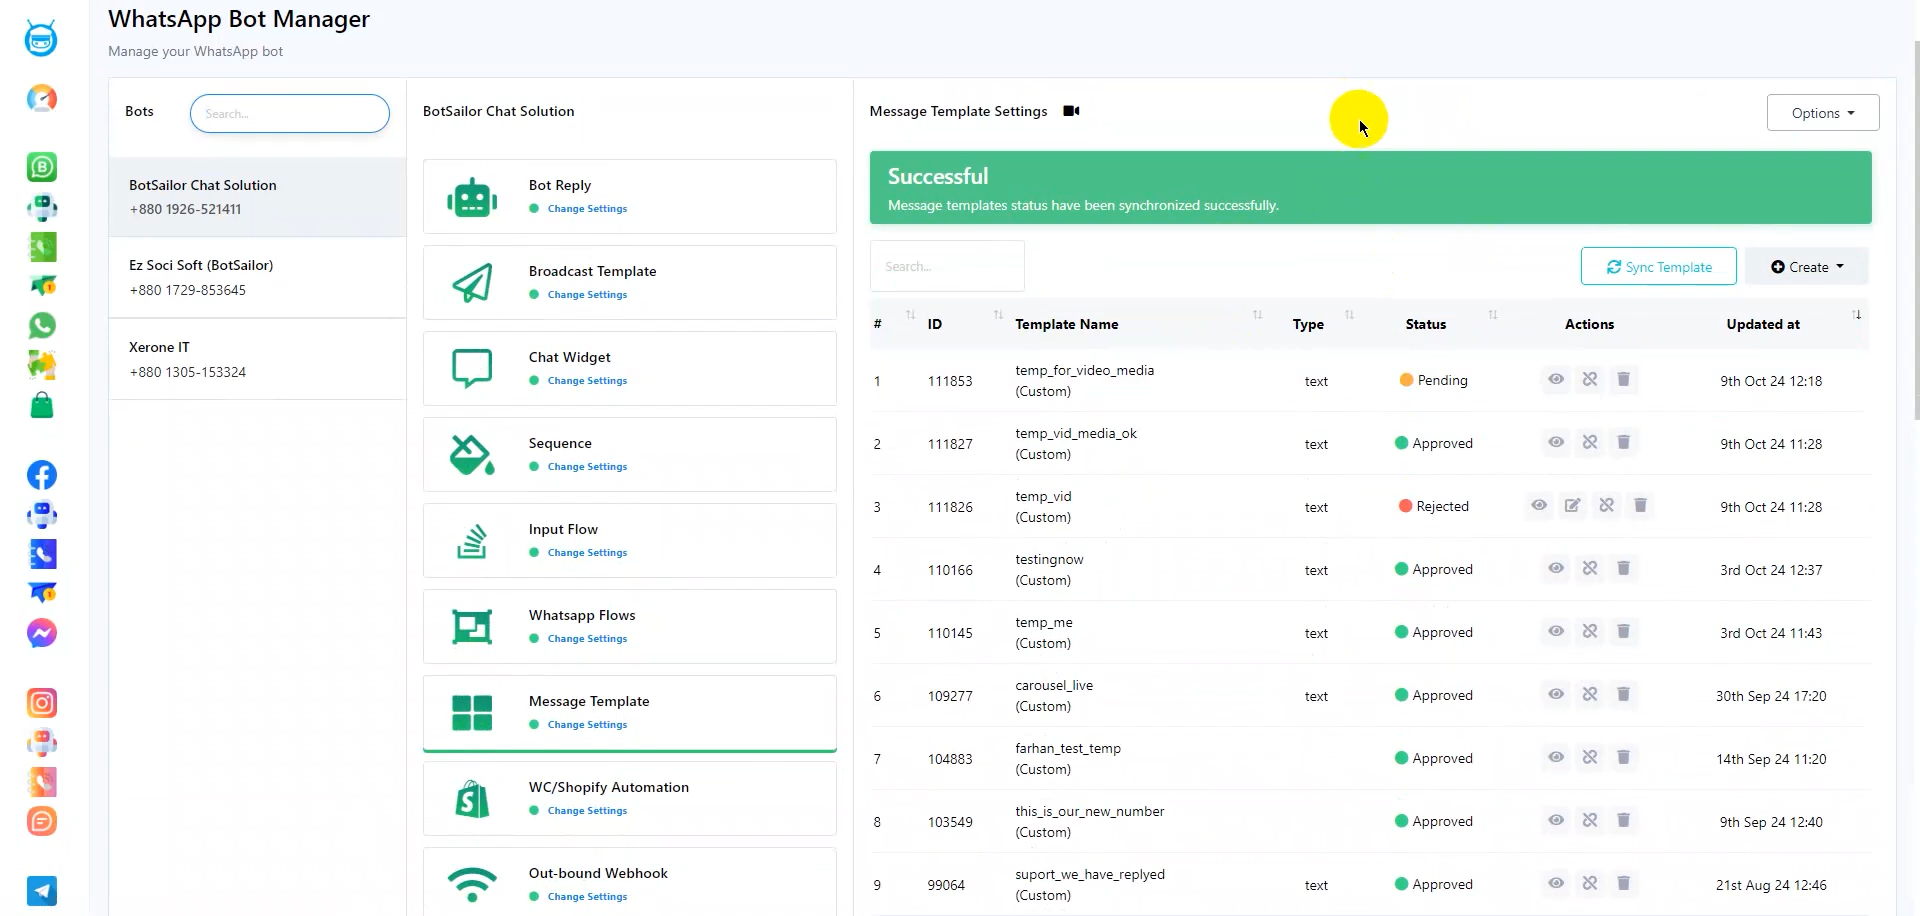 WhatsApp Bot Manager
Manage your WhatsApp bot
Bots
Search...
BotSailor Chat Solution
+880 1926-521411
Ez Soci Soft (BotSailor)
+880 1729-853645
Xerone IT
+880 1305-153324
BotSailor Chat Solution
Bot Reply
Change Settings
Broadcast Template
Change Settings
Chat Widget
Change Settings
Sequence
Change Settings
Input Flow
Change Settings
Whatsapp Flows
Change Settings
Message Template
Change Settings
WC/Shopify Automation
Change Settings
Out-bound Webhook
Change Settings
Message Template Settings
Options
Successful
Message templates status have been synchronized successfully.
Search...
Sync Template
Create
# ID Template Name Type Status Actions Updated at
1 111853 temp_for_video_media (Custom) text Pending 9th Oct 24 12:18
2 111827 temp_vid_media_ok (Custom) text Approved 9th Oct 24 11:28
3 111826 temp_vid (Custom) text Rejected 9th Oct 24 11:28
4 110166 testingnow (Custom) text Approved 3rd Oct 24 12:37
5 110145 temp_me (Custom) text Approved 3rd Oct 24 11:43
6 109277 carousel_live (Custom) text Approved 30th Sep 24 17:20
7 104883 farhan_test_temp (Custom) Approved 14th Sep 24 11:20
8 103549 this_is_our_new_number (Custom) Approved 9th Sep 24 12:40
9 99064 suport_we_have_replyed (Custom) text Approved 21st Aug 24 12:46